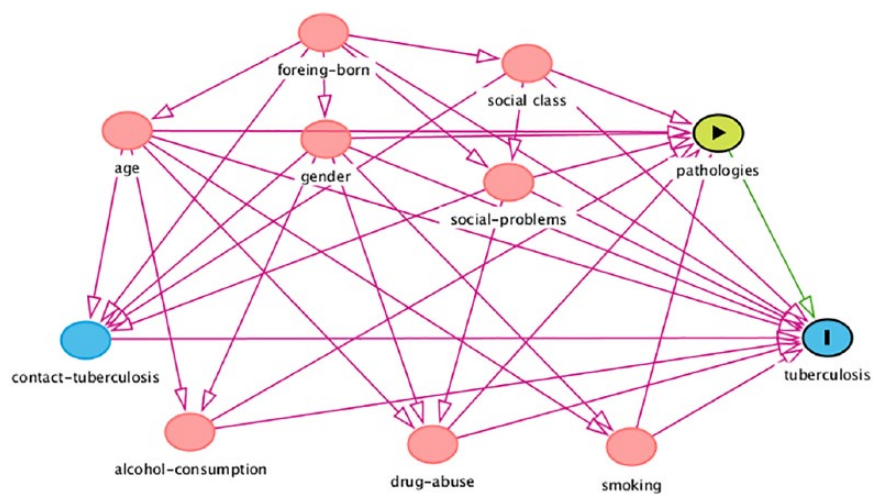 foreing-born
social class
age
gender
pathologies
social-problems
contact-tuberculosis
tuberculosis
alcohol-consumption
drug-abuse
smoking